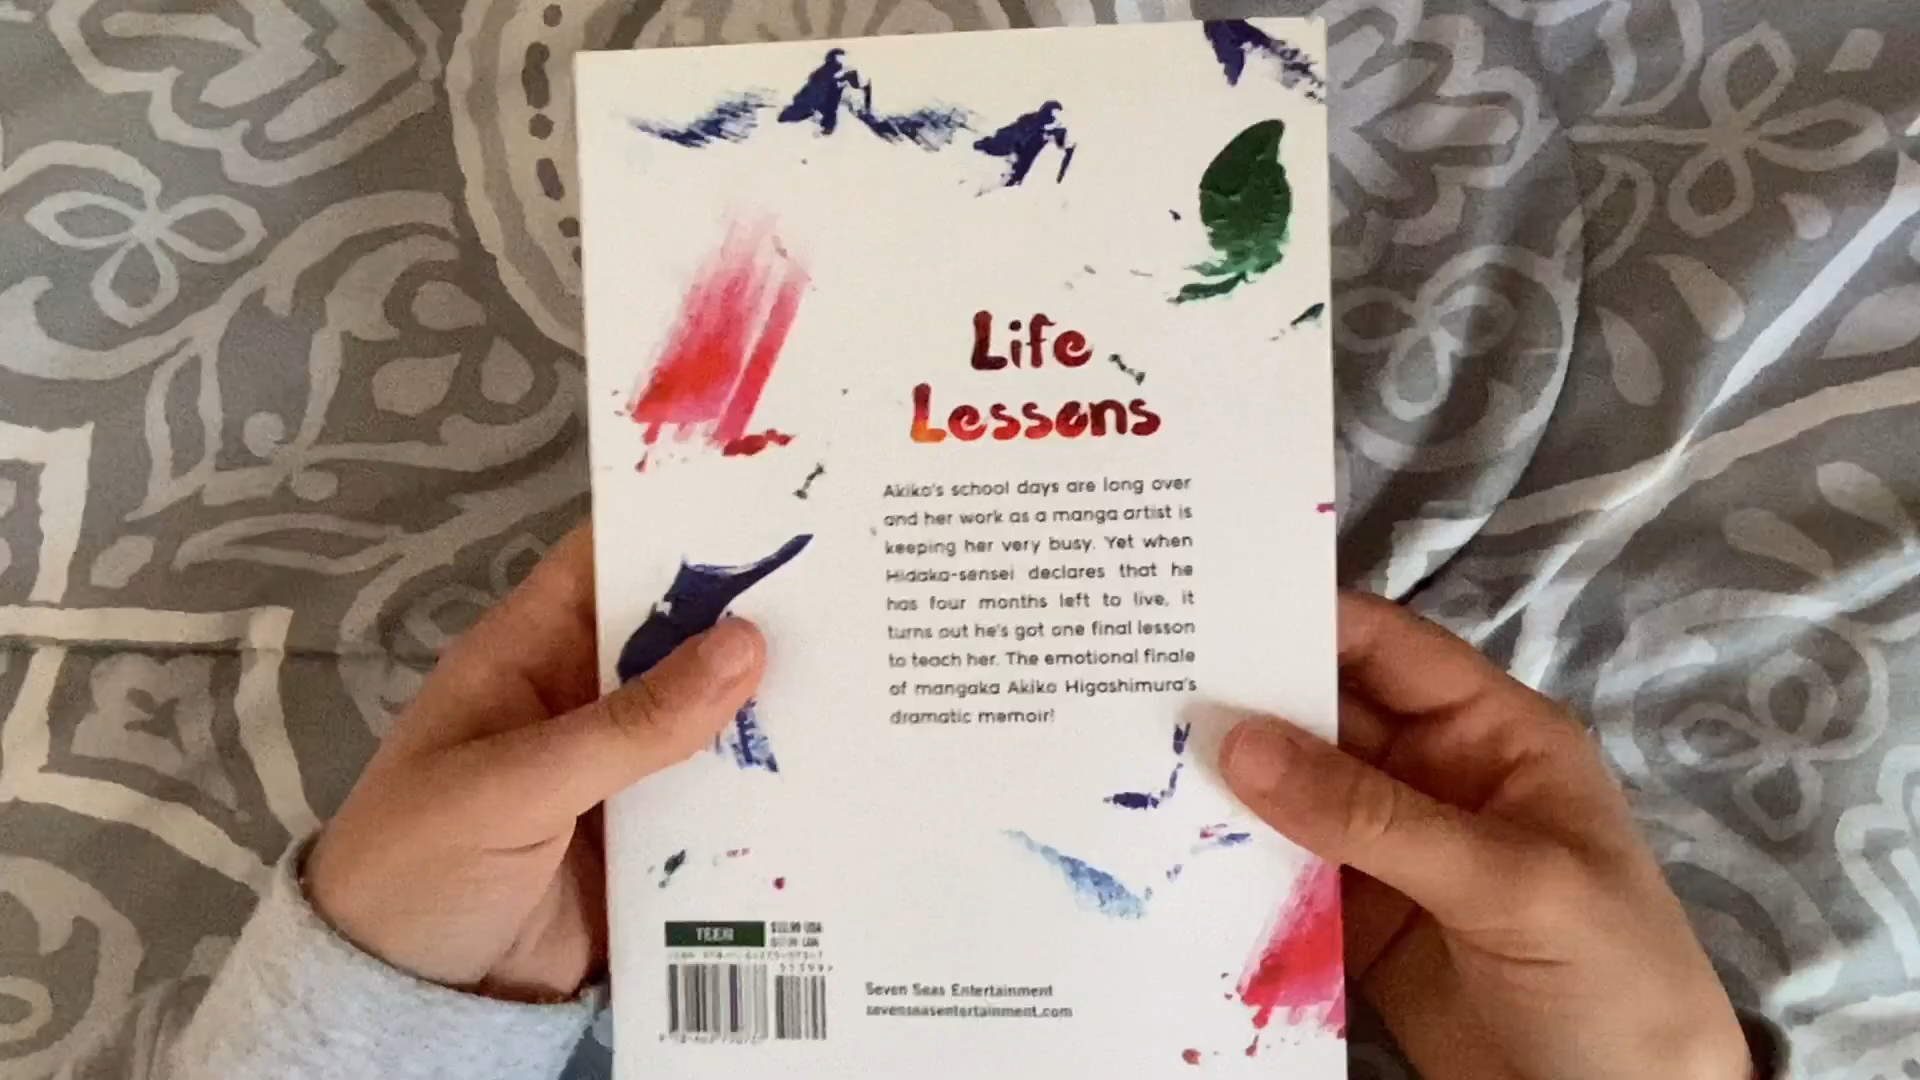 Life
Lessons
Akiko's school days are long over
and her work as a manga artist is
keeping her very busy. Yet when
Hidaka-sensei declares that he
has four months left to live, it
turns out he's got one final lesson
to teach her. The emotional finale
of mangaka Akiko Higashimura's
dramatic memoir!
TEEN
USA
Seven Seas Entertainment
sevenseasentertainment.com